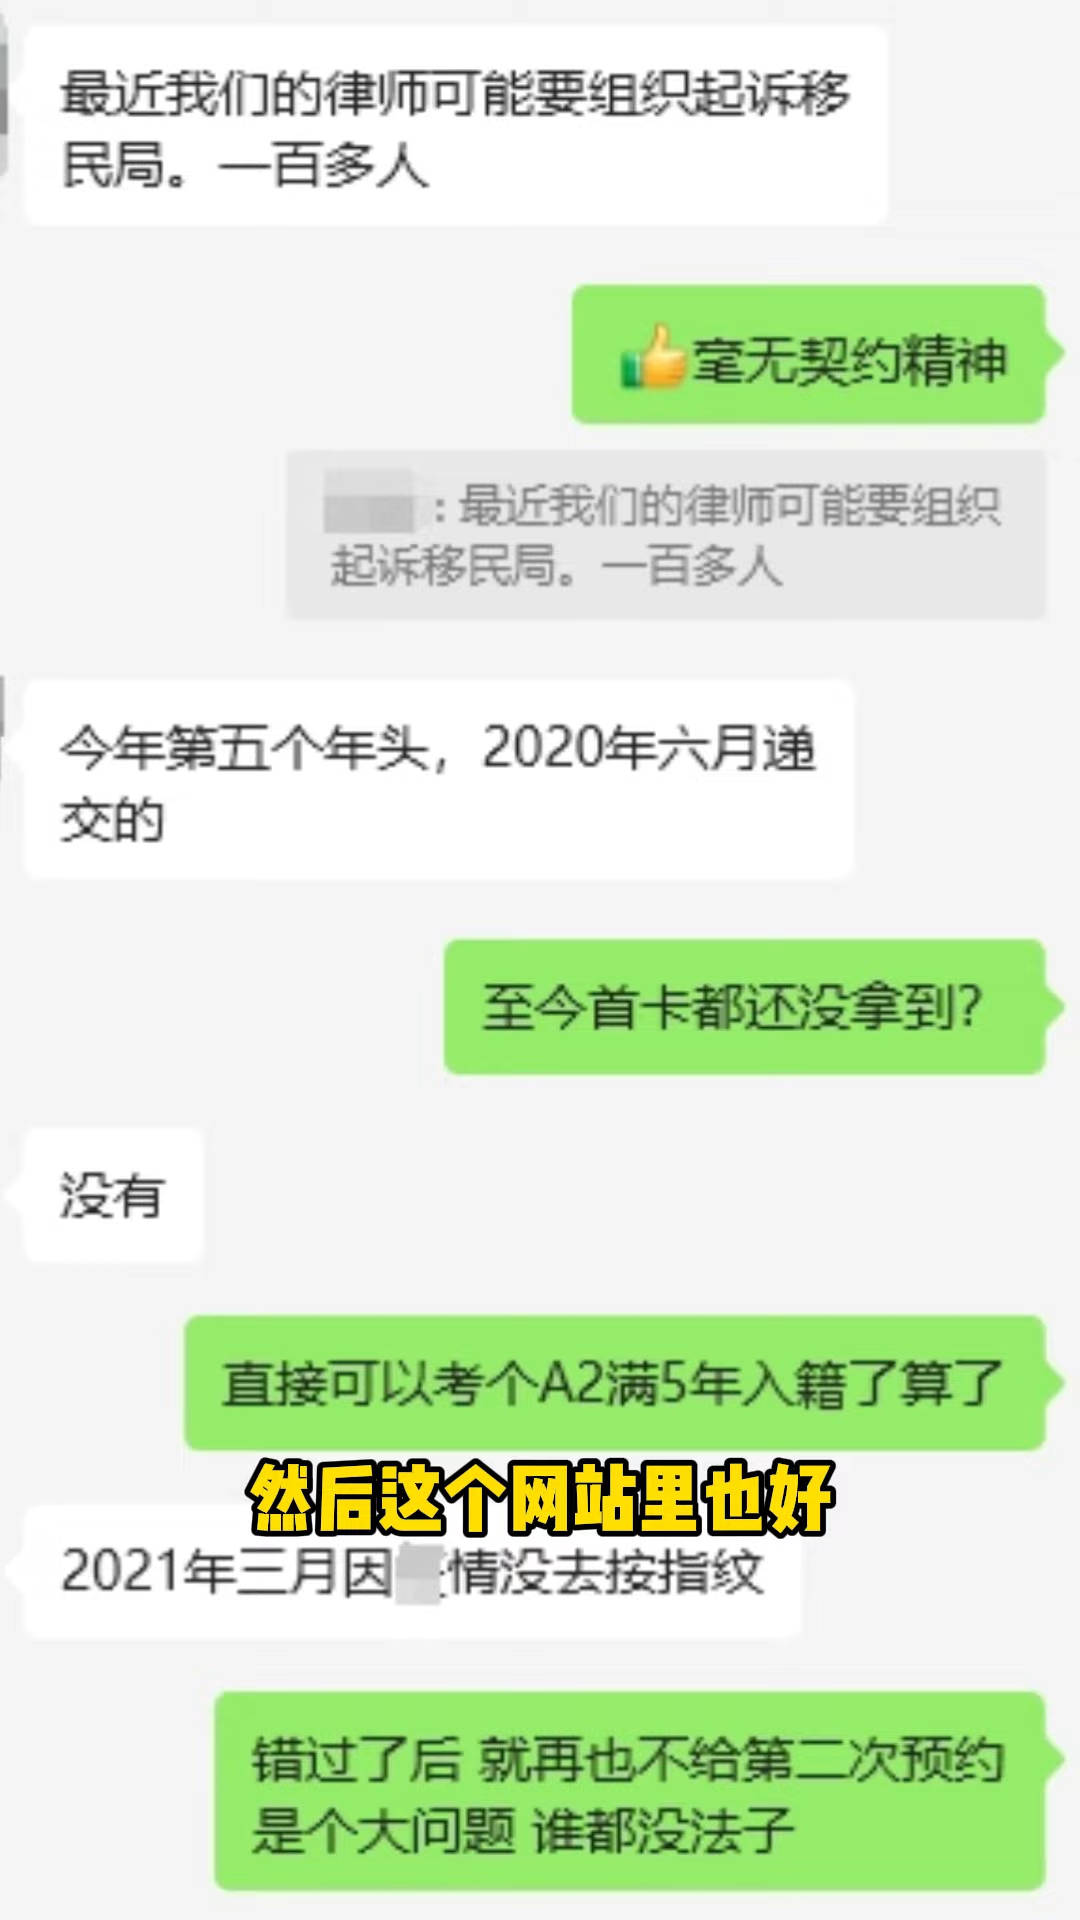 最近我们的律师可能要组织起诉移
民局。一百多人
👍毫无契约精神
：最近我们的律师可能要组织
起诉移民局。一百多人
今年第五个年头，2020年六月递
交的
至今首卡都还没拿到？
没有
直接可以考个A2满5年入籍了算了
然后这个网站里也好
2021年三月因 情没去按指纹
错过了后 就再也不给第二次预约
是个大问题 谁都没法子